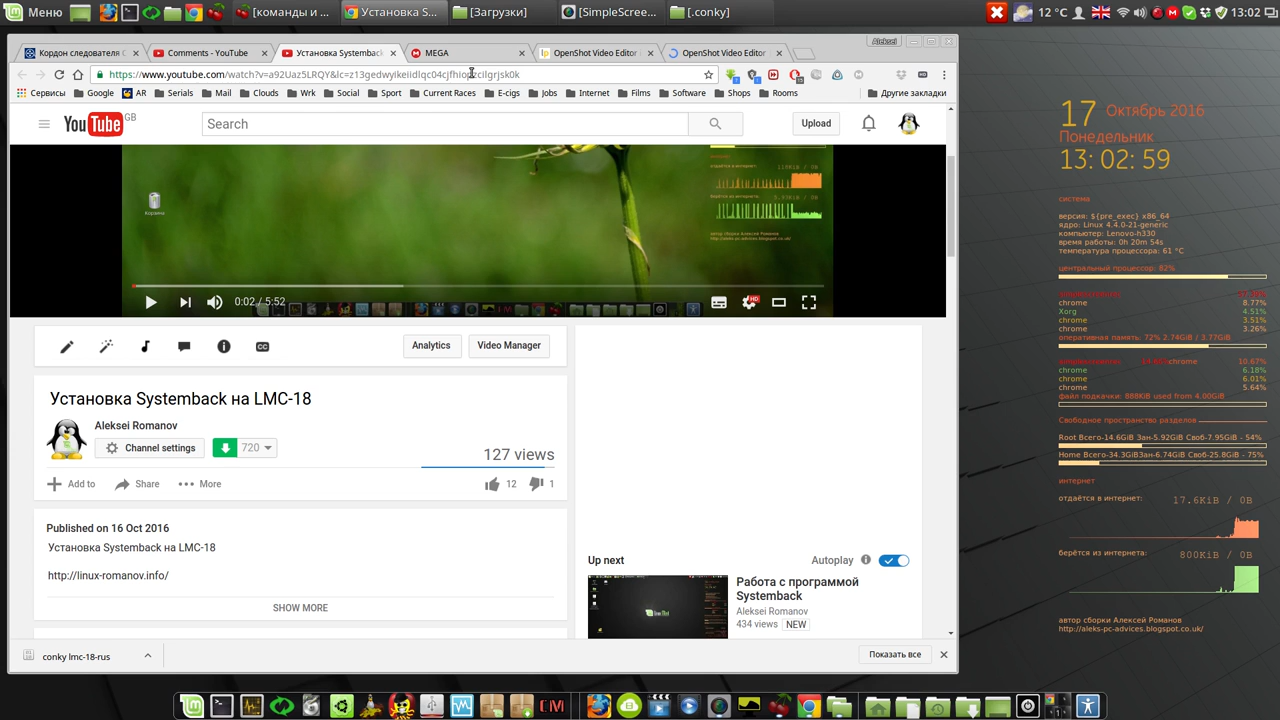 Меню
[команды и ...
Установка S...
[Загрузки]
[SimpleScree...
[.conky]
12 °C
13:02
Кордон следователя С
Comments - YouTube
Установка Systemback
MEGA
OpenShot Video Editor
OpenShot Video Editor
Aleksei
https://www.youtube.com/watch?v=a92Uaz5LRQY&lc=z13gedwyikeiidlqc04cjfhiopzcilgrjsk0k
Сервисы
Google
AR
Serials
Mail
Clouds
Wrk
Social
Sport
Current Races
E-cigs
Jobs
Internet
Films
Software
Shops
Rooms
Другие закладки
YouTube GB
Search
Upload
Корзина
0:02 / 5:52
HD
Analytics
Video Manager
Установка Systemback на LMC-18
Aleksei Romanov
Channel settings
720
127 views
Add to
Share
More
12
1
Published on 16 Oct 2016
Установка Systemback на LMC-18
http://linux-romanov.info/
SHOW MORE
Up next
Autoplay
Работа с программой
Systemback
Aleksei Romanov
434 views
NEW
conky lmc-18-rus
Показать все
17 Октябрь 2016
Понедельник
13: 02: 59
система
версия: ${pre_exec} x86_64
ядро: Linux 4.4.0-21-generic
компьютер: Lenovo-h330
время работы: 0h 20m 54s
температура процессора: 61 °C
центральный процессор: 82%
chrome 8.77%
Xorg 4.51%
chrome 3.51%
chrome 3.26%
оперативная память: 72% 2.74GiB / 3.77GiB
chrome 10.67%
chrome 6.18%
chrome 6.01%
chrome 5.64%
файл подкачки: 888KiB used from 4.00GiB
Свободное пространство разделов
Root Всего-14.6GiB Зан-5.92GiB Своб-7.95GiB - 54%
Home Всего-34.3GiBЗан-6.74GiB Своб-25.8GiB - 75%
интернет
отдаётся в интернет: 17.6KiB / 0B
берётся из интернета: 800KiB / 0B
автор сборки Алексей Романов
http://aleks-pc-advices.blogspot.co.uk/